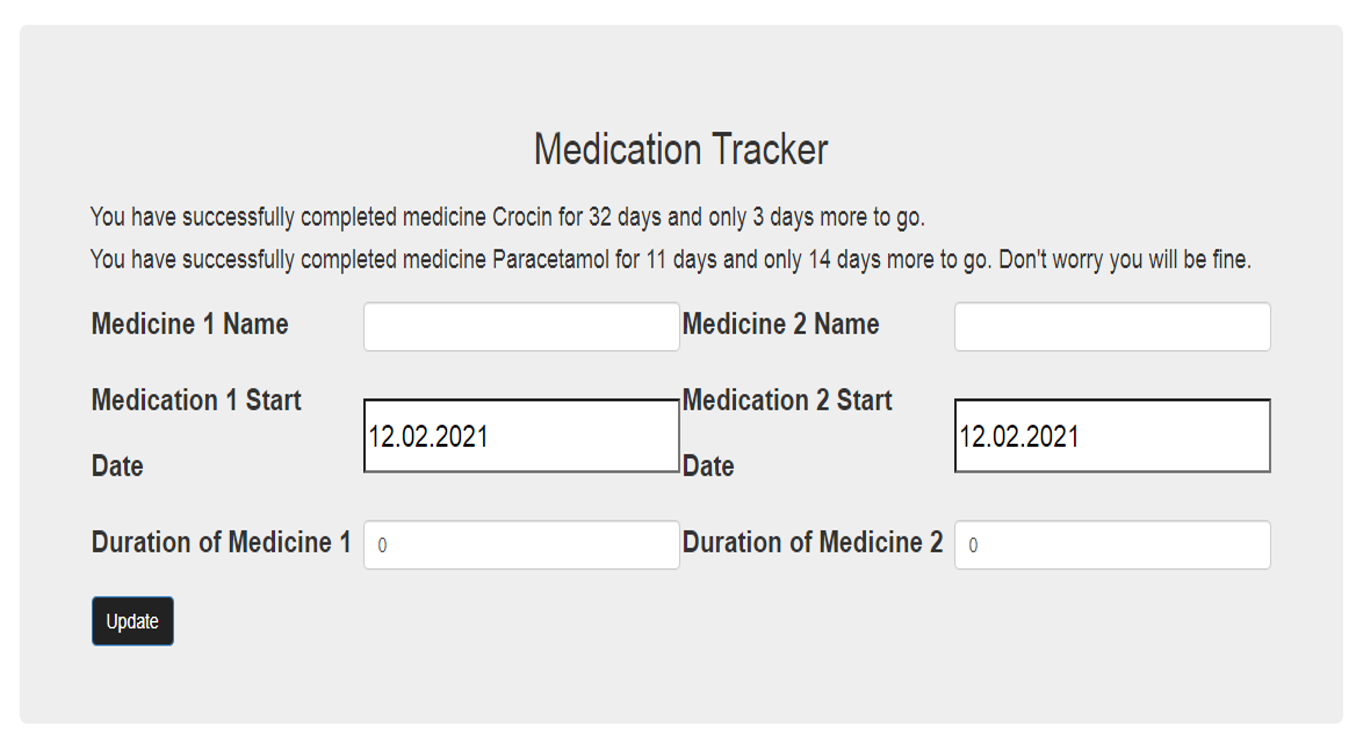 Medication Tracker
You have successfully completed medicine Crocin for 32 days and only 3 days more to go.
You have successfully completed medicine Paracetamol for 11 days and only 14 days more to go. Don't worry you will be fine.
Medicine 1 Name
Medicine 2 Name
Medication 1 Start
Date
12.02.2021
Medication 2 Start
Date
12.02.2021
Duration of Medicine 1
0
Duration of Medicine 2
0
Update